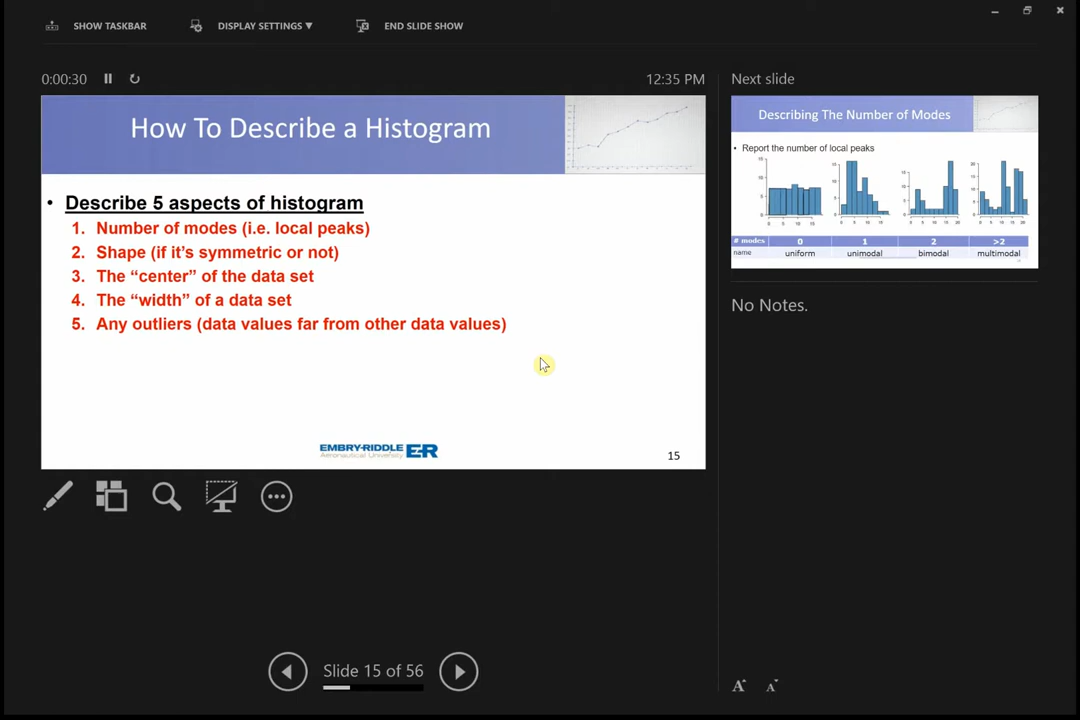 SHOW TASKBAR DISPLAY SETTINGS ▼ END SLIDE SHOW
0:00:30 12:35 PM
How To Describe a Histogram
• Describe 5 aspects of histogram
1. Number of modes (i.e. local peaks)
2. Shape (if it's symmetric or not)
3. The “center” of the data set
4. The “width” of a data set
5. Any outliers (data values far from other data values)
EMBRY-RIDDLE
Aeronautical University
15
Slide 15 of 56
Next slide
Describing The Number of Modes
• Report the number of local peaks
# modes 0 1 2 >2
name uniform unimodal bimodal multimodal
No Notes.
A A